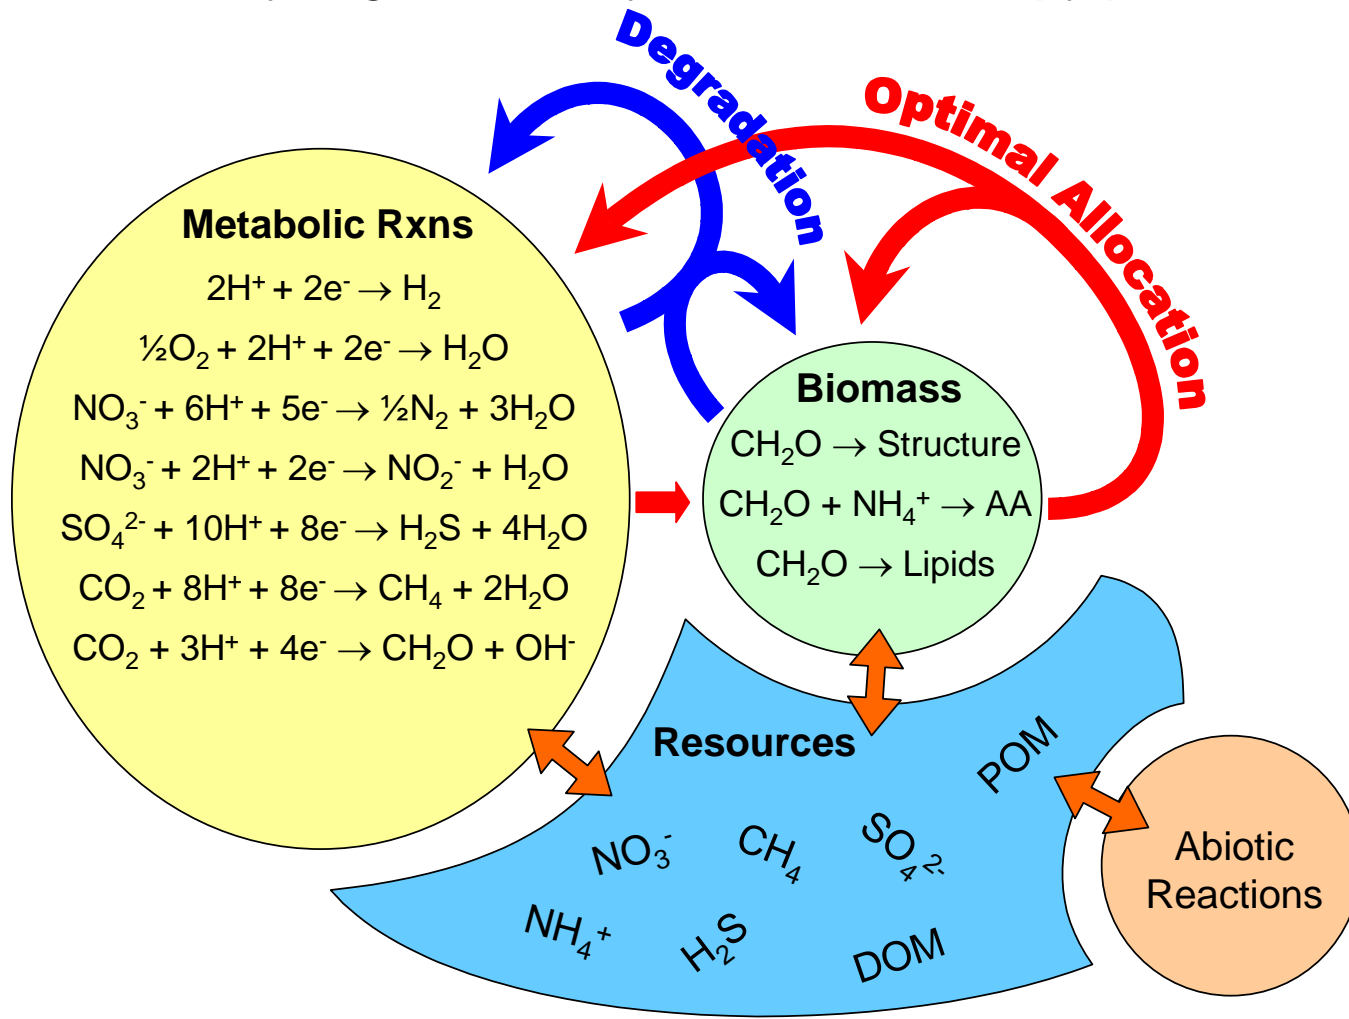 Degradation
Optimal Allocation
Metabolic Rxns
2H⁺ + 2e⁻ → H₂
½O₂ + 2H⁺ + 2e⁻ → H₂O
NO₃⁻ + 6H⁺ + 5e⁻ → ½N₂ + 3H₂O
NO₃⁻ + 2H⁺ + 2e⁻ → NO₂⁻ + H₂O
SO₄²⁻ + 10H⁺ + 8e⁻ → H₂S + 4H₂O
CO₂ + 8H⁺ + 8e⁻ → CH₄ + 2H₂O
CO₂ + 3H⁺ + 4e⁻ → CH₂O + OH⁻
Biomass
CH₂O → Structure
CH₂O + NH₄⁺ → AA
CH₂O → Lipids
Resources
POM
NO₃⁻
CH₄
SO₄²⁻
NH₄⁺
H₂S
DOM
Abiotic
Reactions